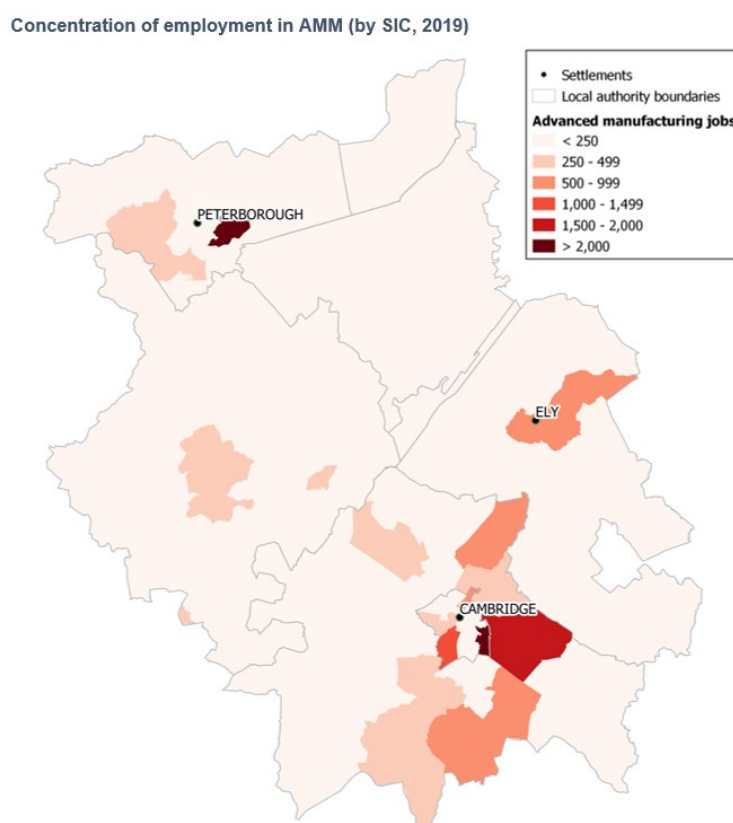 Concentration of employment in AMM (by SIC, 2019)
Settlements
Local authority boundaries
Advanced manufacturing jobs
< 250
250 - 499
500 - 999
1,000 - 1,499
1,500 - 2,000
> 2,000
PETERBOROUGH
ELY
CAMBRIDGE